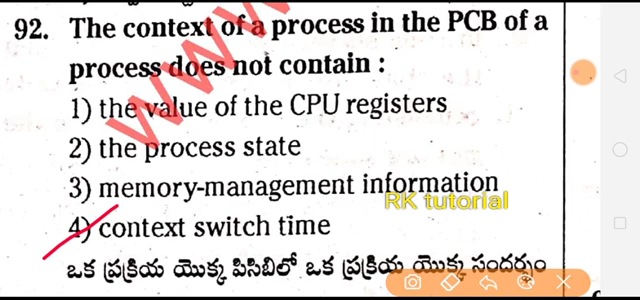 92. The context of a process in the PCB of a
process does not contain :
1) the value of the CPU registers
2) the process state
3) memory-management information
RK tutorial
4) context switch time
ఒక ప్రక్రియ యొక్క పిసిబిలో ఒక ప్రక్రియ యొక్క సందర్భం